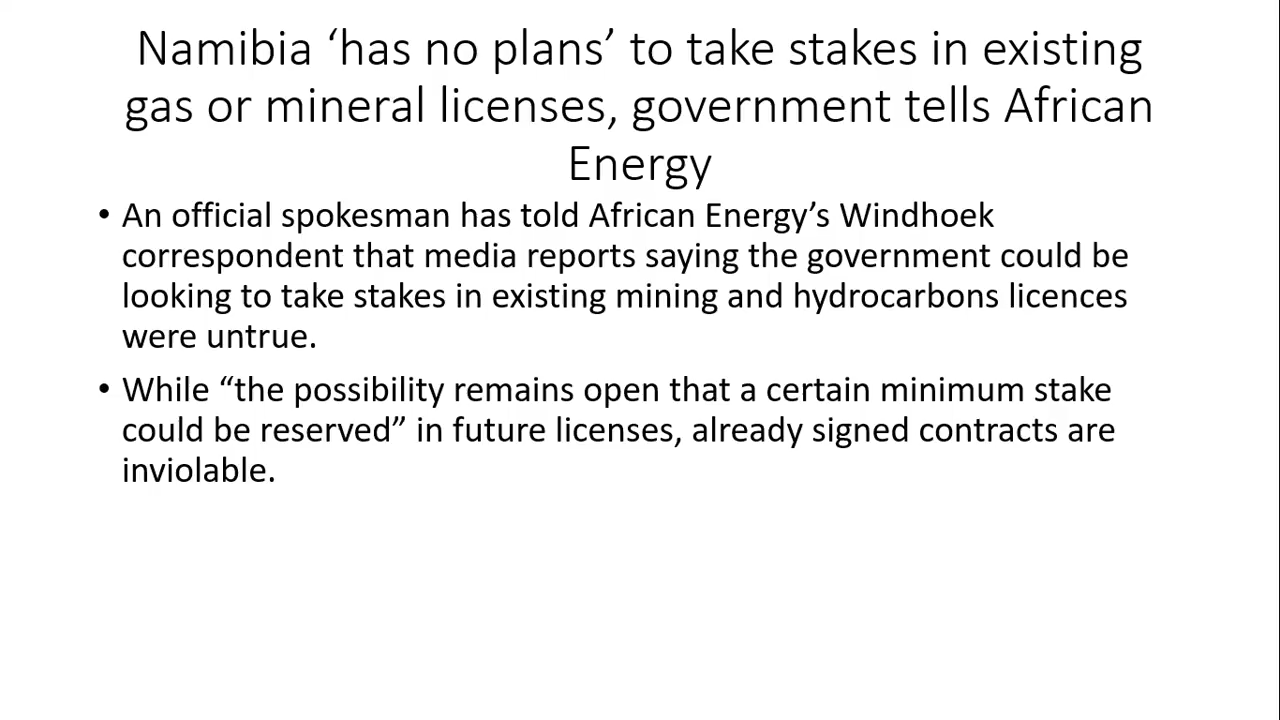 Namibia ‘has no plans’ to take stakes in existing
gas or mineral licenses, government tells African
Energy
• An official spokesman has told African Energy’s Windhoek
correspondent that media reports saying the government could be
looking to take stakes in existing mining and hydrocarbons licences
were untrue.
• While “the possibility remains open that a certain minimum stake
could be reserved” in future licenses, already signed contracts are
inviolable.